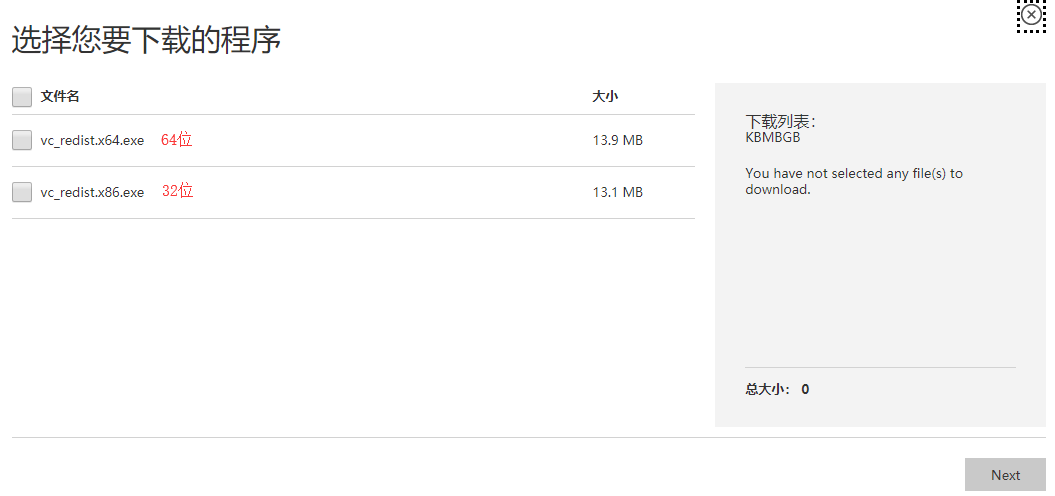 选择您要下载的程序
文件名 大小
vc_redist.x64.exe 64位 13.9 MB
vc_redist.x86.exe 32位 13.1 MB
下载列表：
KBMBGB
You have not selected any file(s) to
download.
总大小： 0
Next